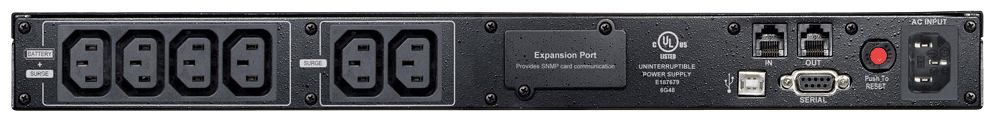 BATTERY
+
SURGE
SURGE
Expansion Port
Provides SNMP card communication
C UL US
LISTED
UNINTERRUPTIBLE
POWER SUPPLY
E187679
6G48
IN
OUT
SERIAL
Push To
RESET
AC INPUT